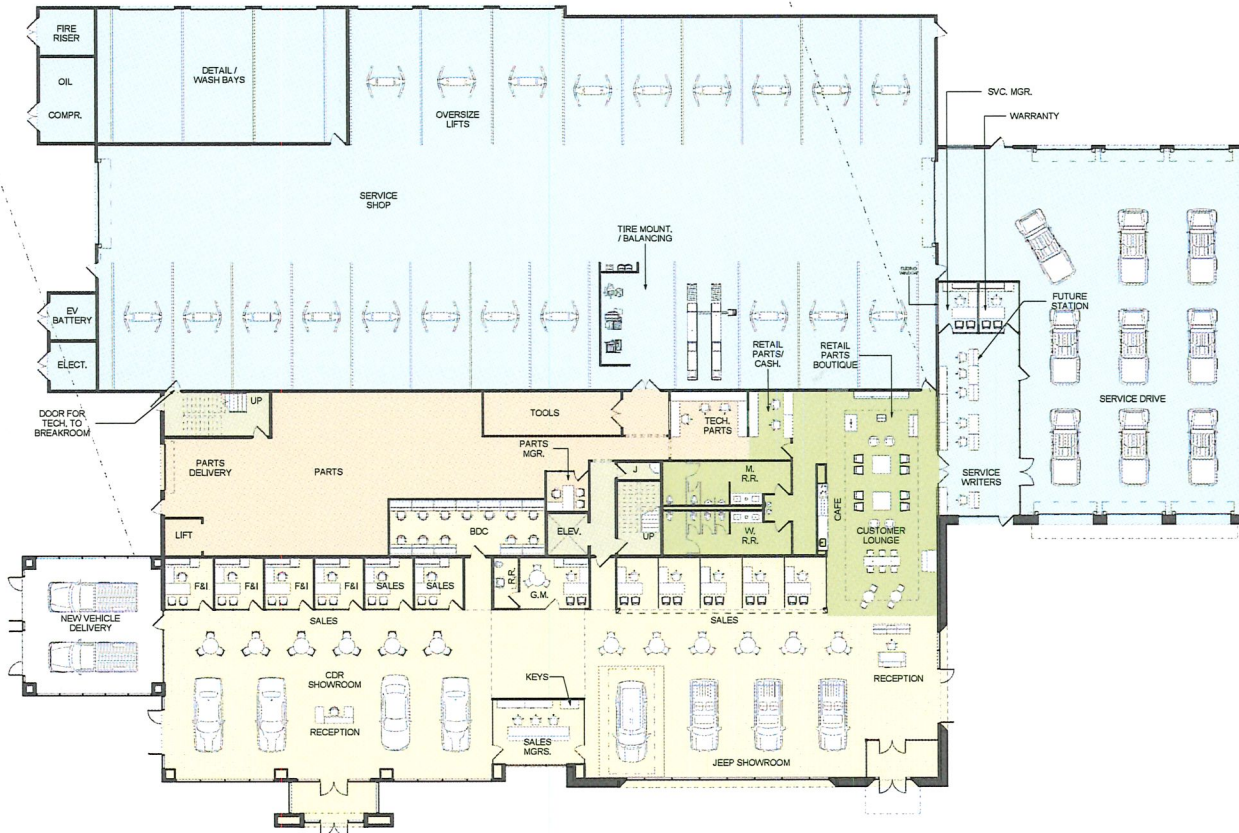 FIRE
RISER
OIL
COMPR.
DETAIL /
WASH BAYS
OVERSIZE
LIFTS
SVC. MGR.
WARRANTY
SERVICE
SHOP
TIRE MOUNT.
/ BALANCING
EV
BATTERY
ELECT.
FUTURE
STATION
RETAIL
PARTS/
CASH.
RETAIL
PARTS
BOUTIQUE
SERVICE DRIVE
DOOR FOR
TECH. TO
BREAKROOM
UP
TOOLS
TECH.
PARTS
PARTS
MGR.
PARTS
DELIVERY
PARTS
J
M.
R.R.
SERVICE
WRITERS
CAFE
LIFT
BDC
ELEV.
UP
W.
R.R.
CUSTOMER
LOUNGE
F&I
F&I
F&I
F&I
SALES
SALES
R.R.
G.M.
NEW VEHICLE
DELIVERY
SALES
SALES
CDR
SHOWROOM
KEYS
RECEPTION
RECEPTION
SALES
MGRS.
JEEP SHOWROOM